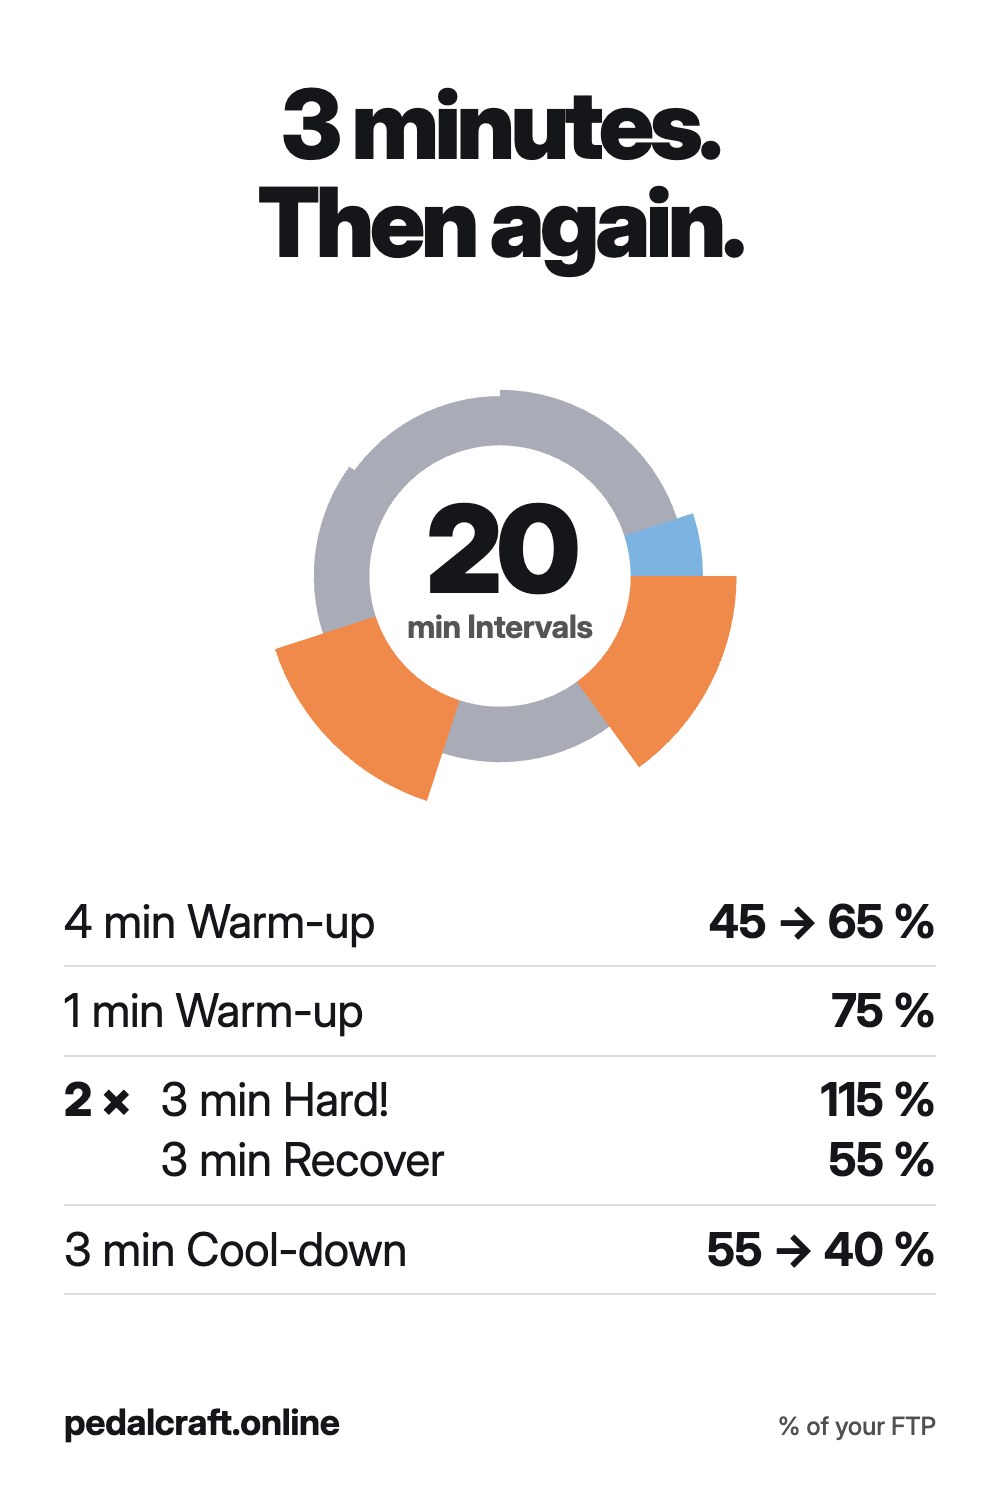 3 minutes.
Then again.
20
min Intervals
4 min Warm-up 45 → 65 %
1 min Warm-up 75 %
2 × 3 min Hard! 115 %
3 min Recover 55 %
3 min Cool-down 55 → 40 %
pedalcraft.online % of your FTP